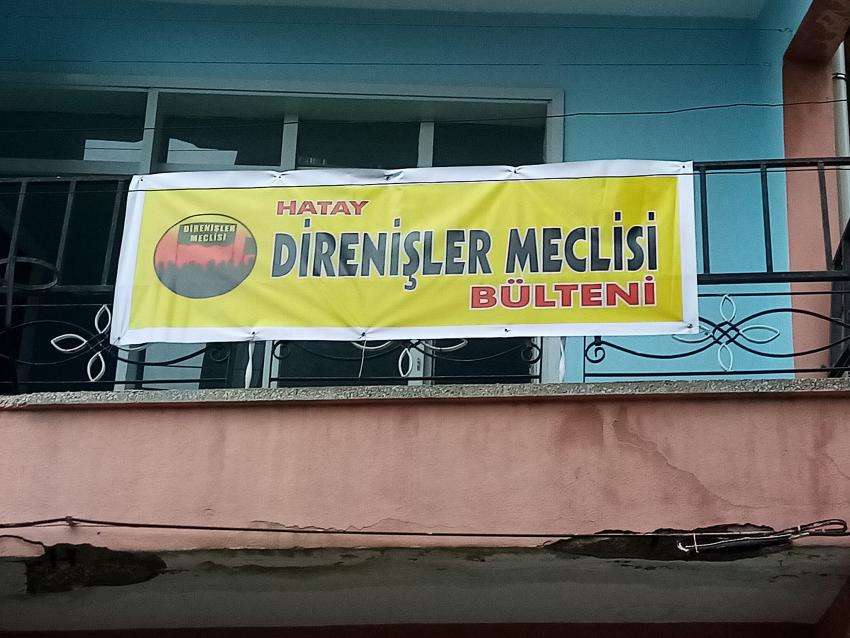 DİRENİŞLER
MECLİSİ
HATAY
DİRENİŞLER MECLİSİ
BÜLTENİ